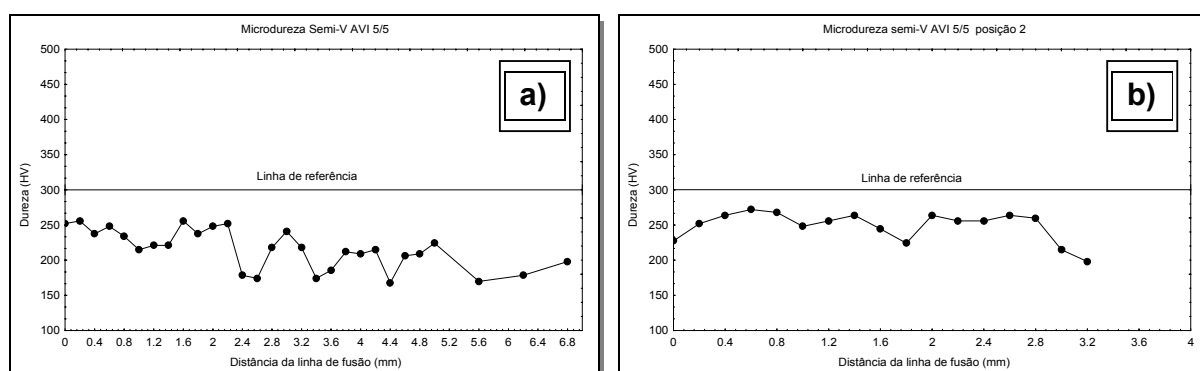 Microdureza Semi-V AVI 5/5
500
450
400
350
300
250
200
150
100
Dureza (HV)
a)
Linha de referência
0 0.4 0.8 1.2 1.6 2 2.4 2.8 3.2 3.6 4 4.4 4.8 5.2 5.6 6 6.4 6.8
Distância da linha de fusão (mm)
Microdureza semi-V AVI 5/5 posição 2
500
450
400
350
300
250
200
150
100
Dureza (HV)
b)
Linha de referência
0 0.4 0.8 1.2 1.6 2 2.4 2.8 3.2 3.6 4
Distância da linha de fusão (mm)